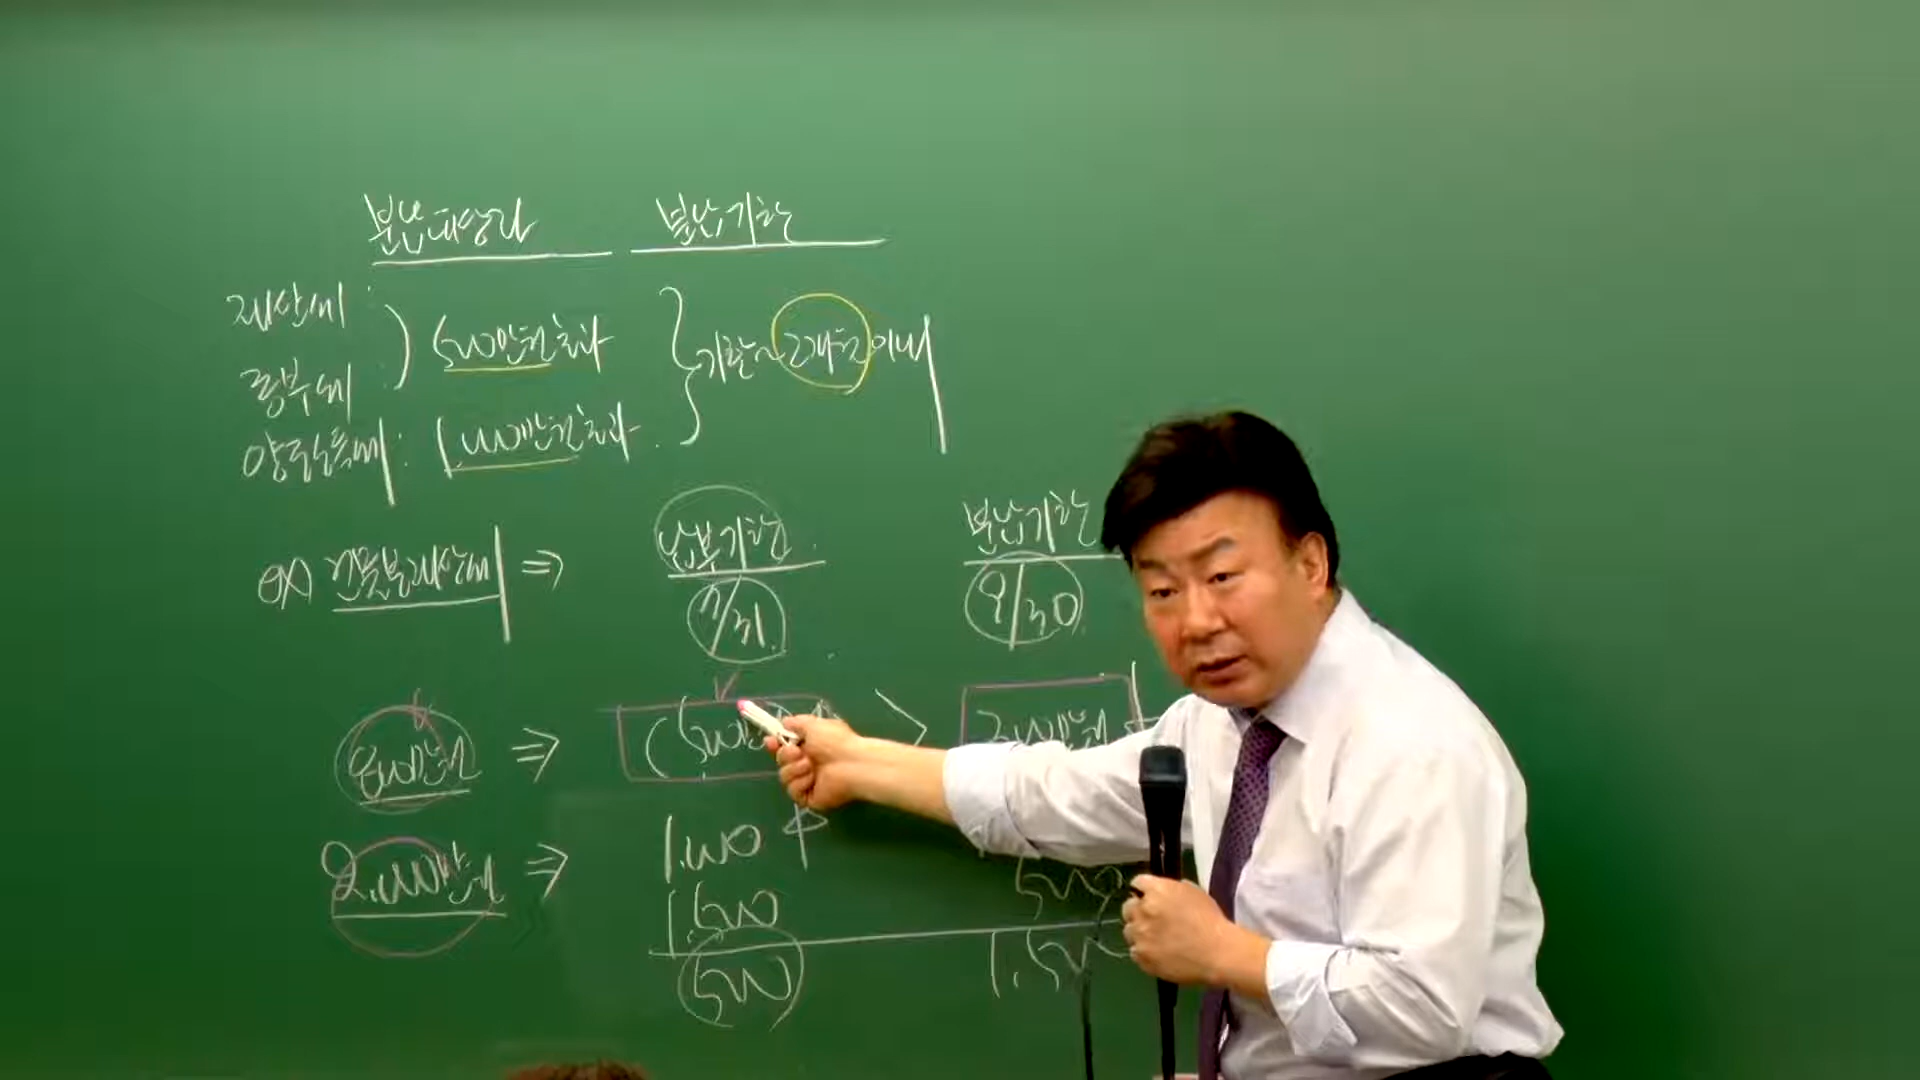 분납대상자 분납기한
재산세 : ) 500만원초과
종부세 :
기한~2개월이내
양도소득세 : 1.000만원초과
ex) 건물분재산세 ⇒ 납부기한 분납기한
7/31. 9/30
800만원 ⇒ (500 > 300만원
2.000만원 ⇒ 1.000 ↑
1.500 500
500 1.500